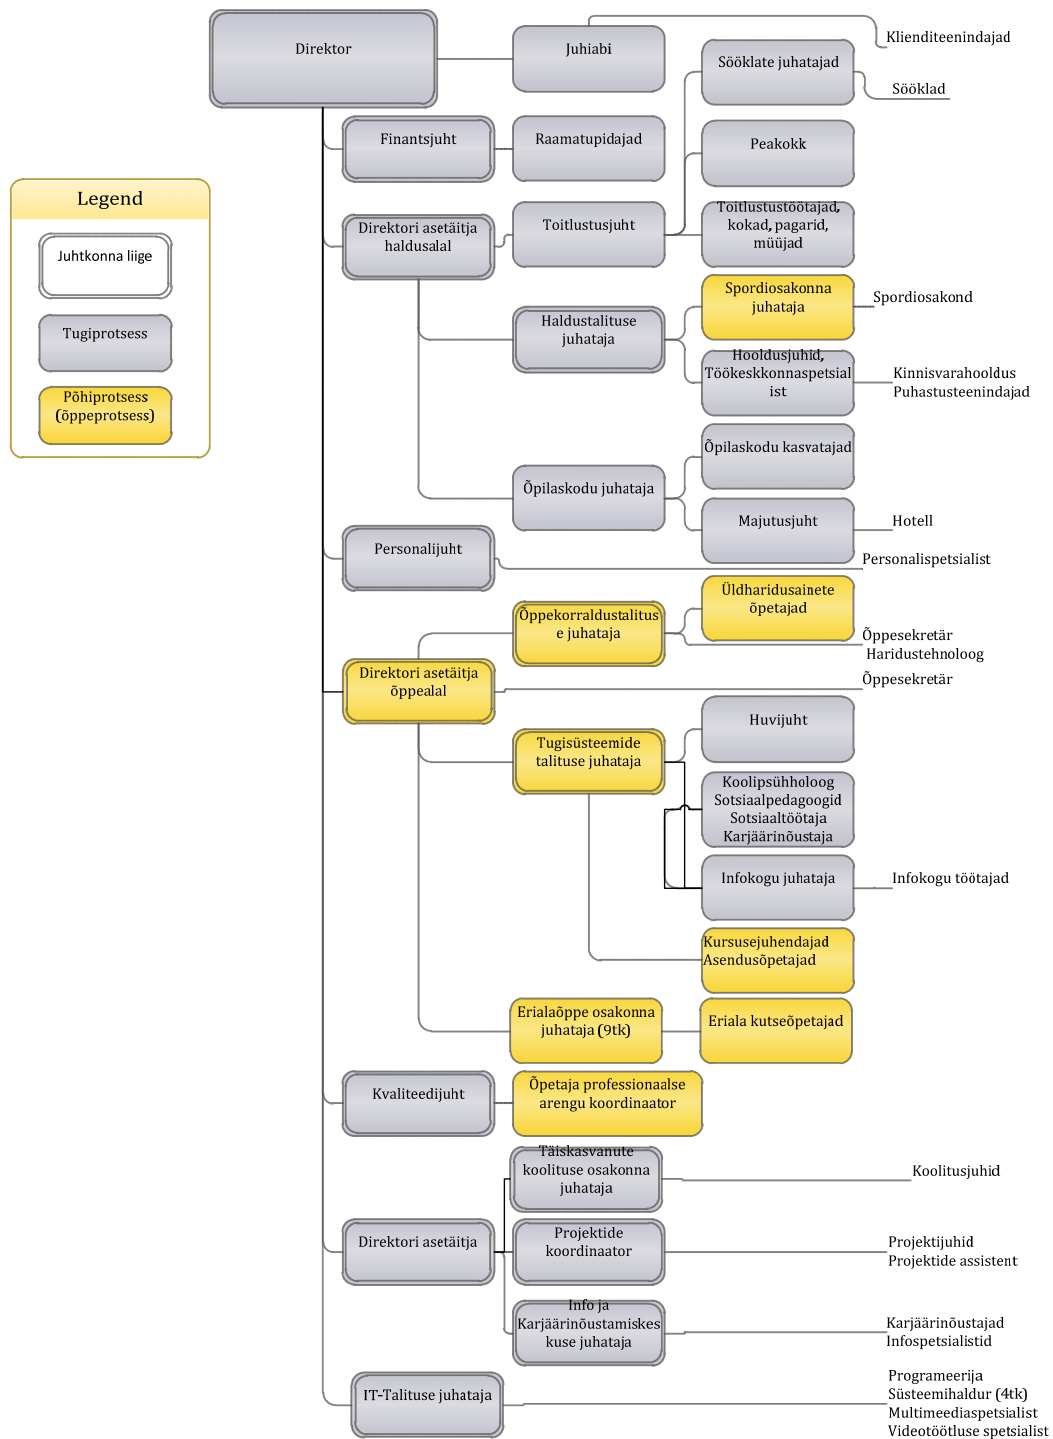 Direktor
Juhiabi
Klienditeenindajad
Sööklate juhatajad
Sööklad
Finantsjuht
Raamatupidajad
Peakokk
Legend
Juhtkonna liige
Tugiprotsess
Põhiprotsess
(õppeprotsess)
Direktori asetäitja
haldusalal
Toitlustusjuht
Toitlustustöötajad,
kokad, pagarid,
müüjad
Haldustalituse
juhataja
Spordiosakonna
juhataja
Spordiosakond
Hooldusjuhid,
Töökeskkonnaspetsial
ist
Kinnisvarahooldus
Puhastusteenindajad
Õpilaskodu juhataja
Õpilaskodu kasvatajad
Majutusjuht
Hotell
Personalijuht
Personalispetsialist
Õppekorraldustalitus
e juhataja
Üldharidusainete
õpetajad
Õppesekretär
Haridustehnoloog
Direktori asetäitja
õppealal
Õppesekretär
Tugisüsteemide
talituse juhataja
Huvijuht
Koolipsühholoog
Sotsiaalpedagoogid
Sotsiaaltöötaja
Karjäärinõustaja
Infokogu juhataja
Infokogu töötajad
Kursusejuhendajad
Asendusõpetajad
Erialaõppe osakonna
juhataja (9tk)
Eriala kutseõpetajad
Kvaliteedijuht
Õpetaja professionaalse
arengu koordinaator
Direktori asetäitja
Täiskasvanute
koolituse osakonna
juhataja
Koolitusjuhid
Projektide
koordinaator
Projektijuhid
Projektide assistent
Info ja
Karjäärinõustamiskes
kuse juhataja
Karjäärinõustajad
Infospetsialistid
IT-Talituse juhataja
Programeerija
Süsteemihaldur (4tk)
Multimeediaspetsialist
Videotöötluse spetsialist